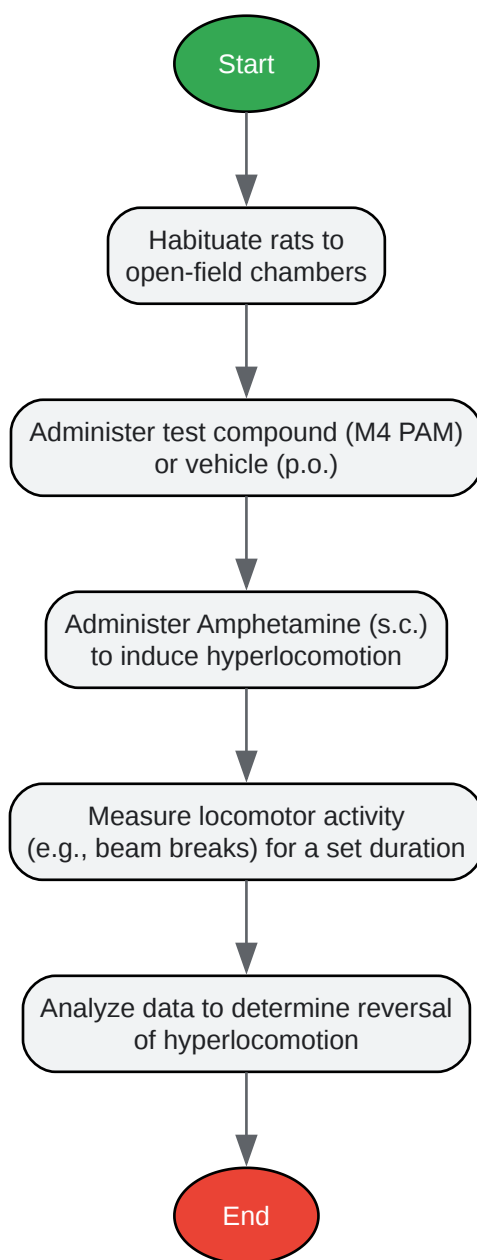 Start
Habituate rats to
open-field chambers
Administer test compound (M4 PAM)
or vehicle (p.o.)
Administer Amphetamine (s.c.)
to induce hyperlocomotion
Measure locomotor activity
(e.g., beam breaks) for a set duration
Analyze data to determine reversal
of hyperlocomotion
End